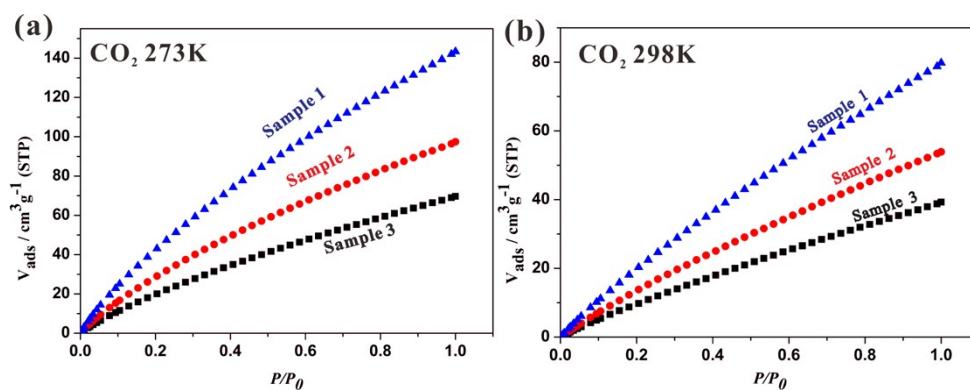 (a)
CO₂ 273K
Sample 1
Sample 2
Sample 3
140
120
100
80
60
40
20
0
0.0 0.2 0.4 0.6 0.8 1.0
V_ads / cm³g⁻¹ (STP)
P/P₀
(b)
CO₂ 298K
Sample 1
Sample 2
Sample 3
80
60
40
20
0
0.0 0.2 0.4 0.6 0.8 1.0
V_ads / cm³g⁻¹ (STP)
P/P₀